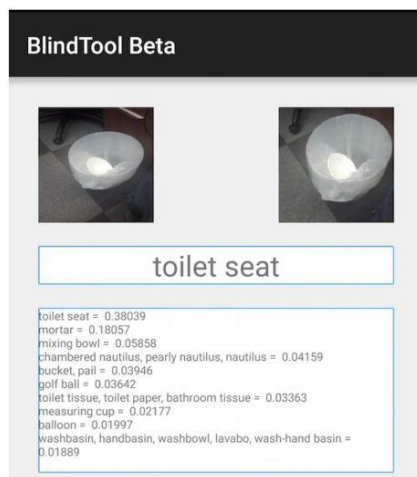 BlindTool Beta
toilet seat
toilet seat = 0.38039
mortar = 0.18057
mixing bowl = 0.05858
chambered nautilus, pearly nautilus, nautilus = 0.04159
bucket, pail = 0.03946
golf ball = 0.03642
toilet tissue, toilet paper, bathroom tissue = 0.03363
measuring cup = 0.02177
balloon = 0.01997
washbasin, handbasin, washbowl, lavabo, wash-hand basin =
0.01889